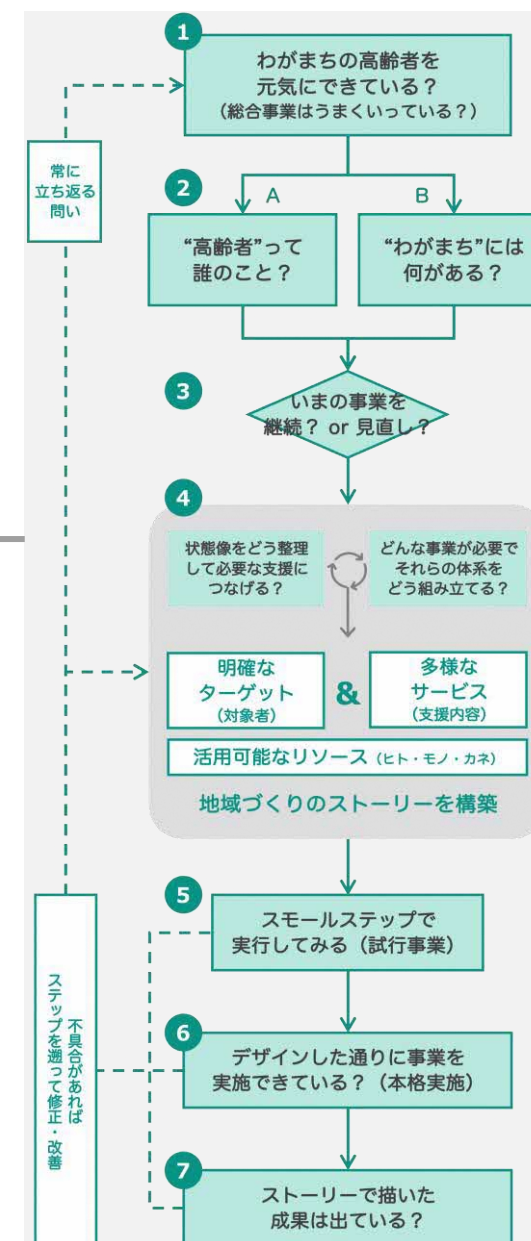 1
わがまちの高齢者を
元気にできている？
（総合事業はうまくいっている？）
常に
立ち返る
問い
2
A
B
“高齢者”って
誰のこと？
“わがまち”には
何がある？
3
いまの事業を
継続？ or 見直し？
4
状態像をどう整理
して必要な支援に
つなげる？
どんな事業が必要で
それらの体系を
どう組み立てる？
明確な
ターゲット
（対象者）
&
多様な
サービス
（支援内容）
活用可能なリソース（ヒト・モノ・カネ）
地域づくりのストーリーを構築
5
スモールステップで
実行してみる（試行事業）
不具合があれば
ステップを遡って修正・改善
6
デザインした通りに事業を
実施できている？（本格実施）
7
ストーリーで描いた
成果は出ている？